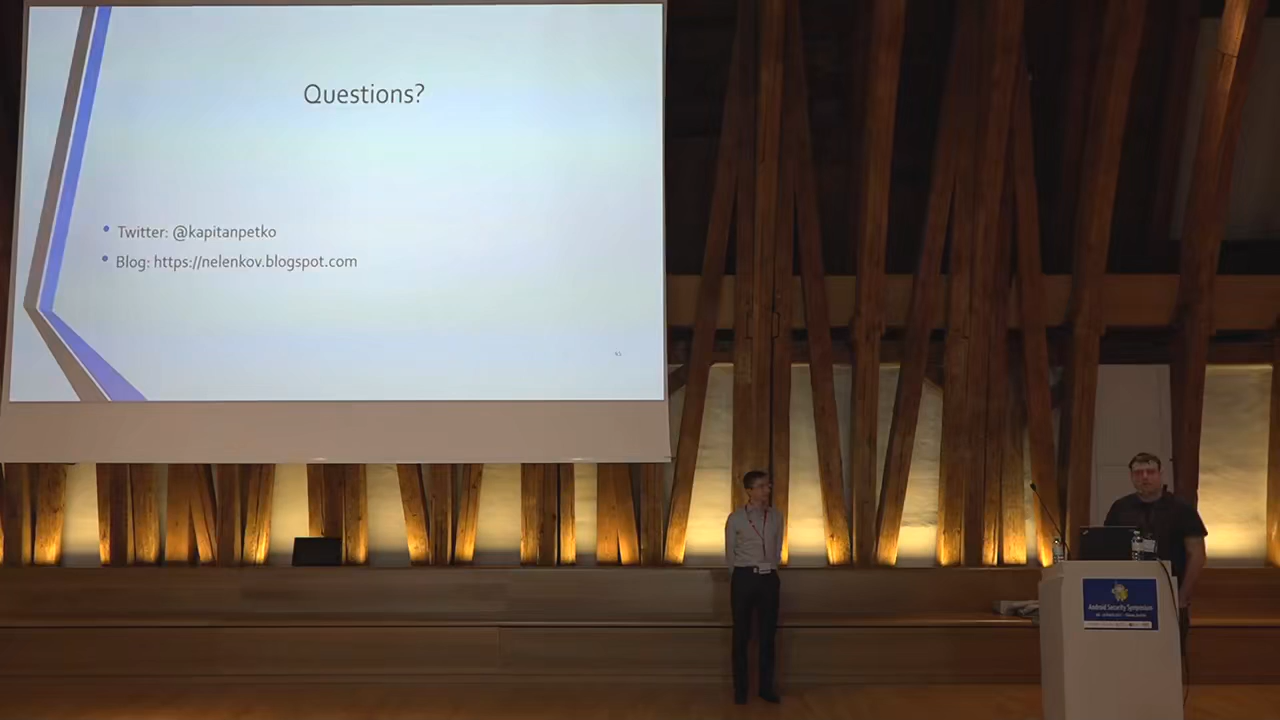 Questions?
Twitter: @kapitanpetko
Blog: https://nelenkov.blogspot.com
Android Security Symposium